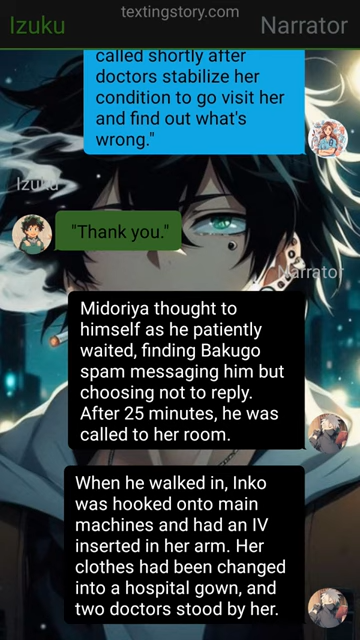 textingstory.com
Izuku
Narrator
called shortly after
doctors stabilize her
condition to go visit her
and find out what's
wrong."
Izuku
"Thank you."
Narrator
Midoriya thought to
himself as he patiently
waited, finding Bakugo
spam messaging him but
choosing not to reply.
After 25 minutes, he was
called to her room.
When he walked in, Inko
was hooked onto main
machines and had an IV
inserted in her arm. Her
clothes had been changed
into a hospital gown, and
two doctors stood by her.